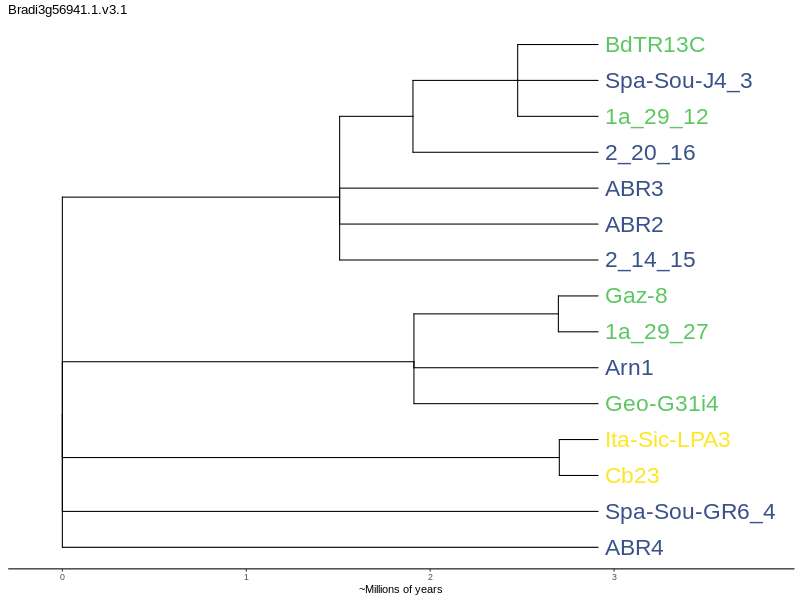 Bradi3g56941.1.v3.1
BdTR13C
Spa-Sou-J4_3
1a_29_12
2_20_16
ABR3
ABR2
2_14_15
Gaz-8
1a_29_27
Arn1
Geo-G31i4
Ita-Sic-LPA3
Cb23
Spa-Sou-GR6_4
ABR4
0 1 2 3
~Millions of years